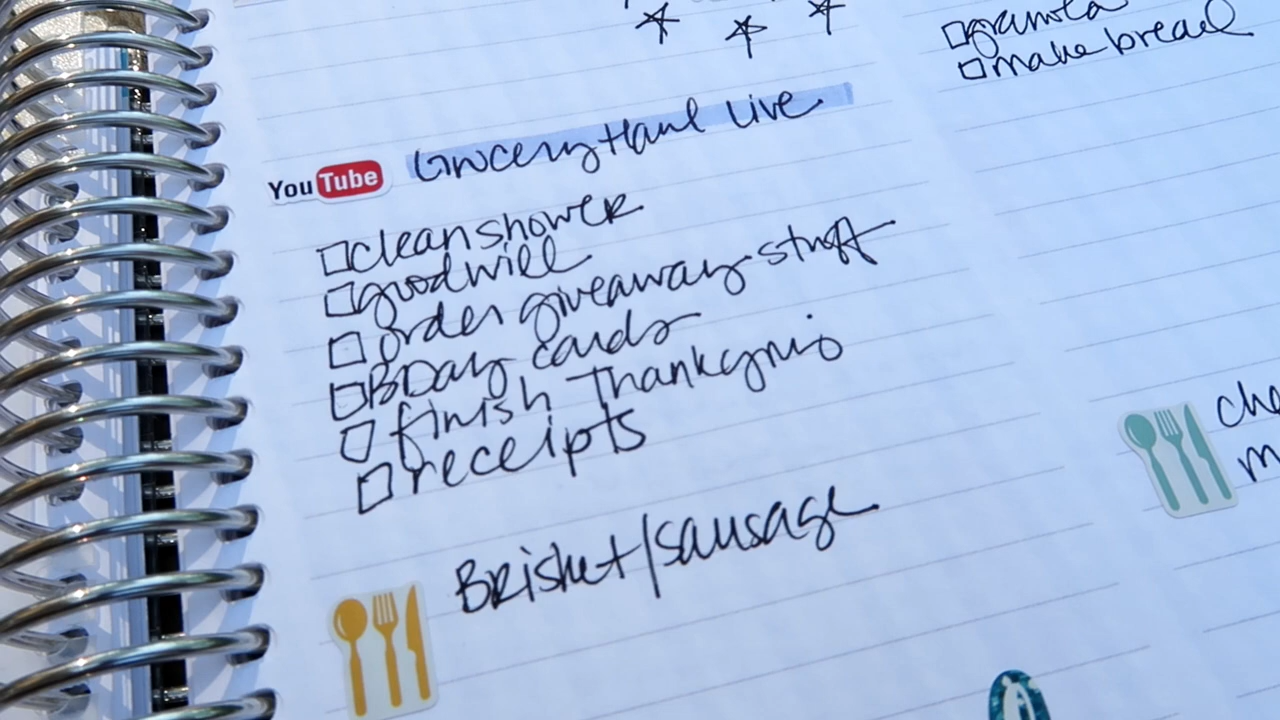 YouTube Grocery Haul Live
clean shower
goodwill
order giveaway stuff
BDay cards
finish Thanksgivig
receipts
Brisket/sausage
granola
make bread